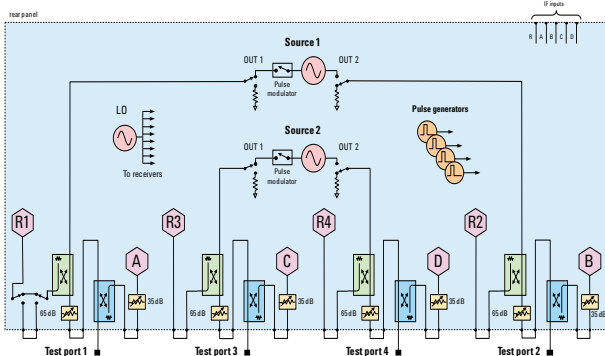 rear panel
IF inputs
R A B C D
Source 1
OUT 1
OUT 2
Pulse
modulator
LO
To receivers
Source 2
OUT 1
OUT 2
Pulse
modulator
Pulse generators
R1
R3
R4
R2
A
C
D
B
35 dB
35 dB
35 dB
35 dB
65 dB
65 dB
65 dB
65 dB
Test port 1
Test port 3
Test port 4
Test port 2